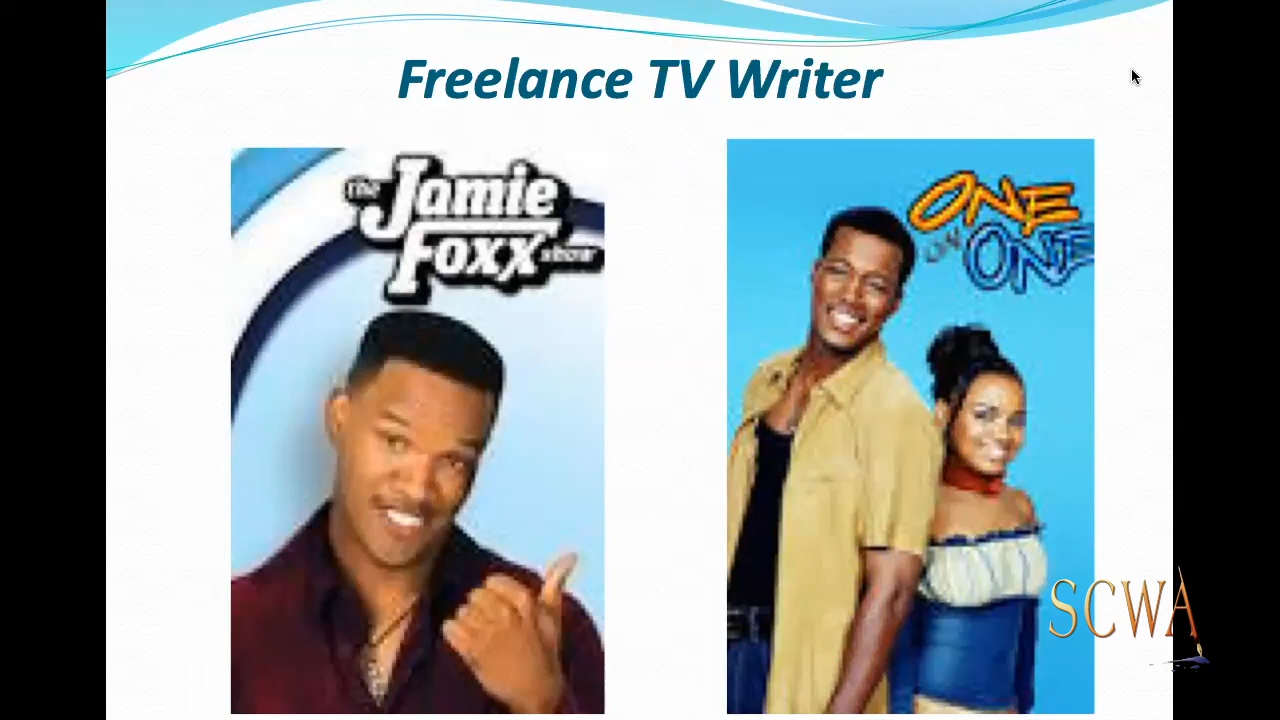 Freelance TV Writer
the
Jamie
Foxx show
ONE
ON
ONE
SCWA